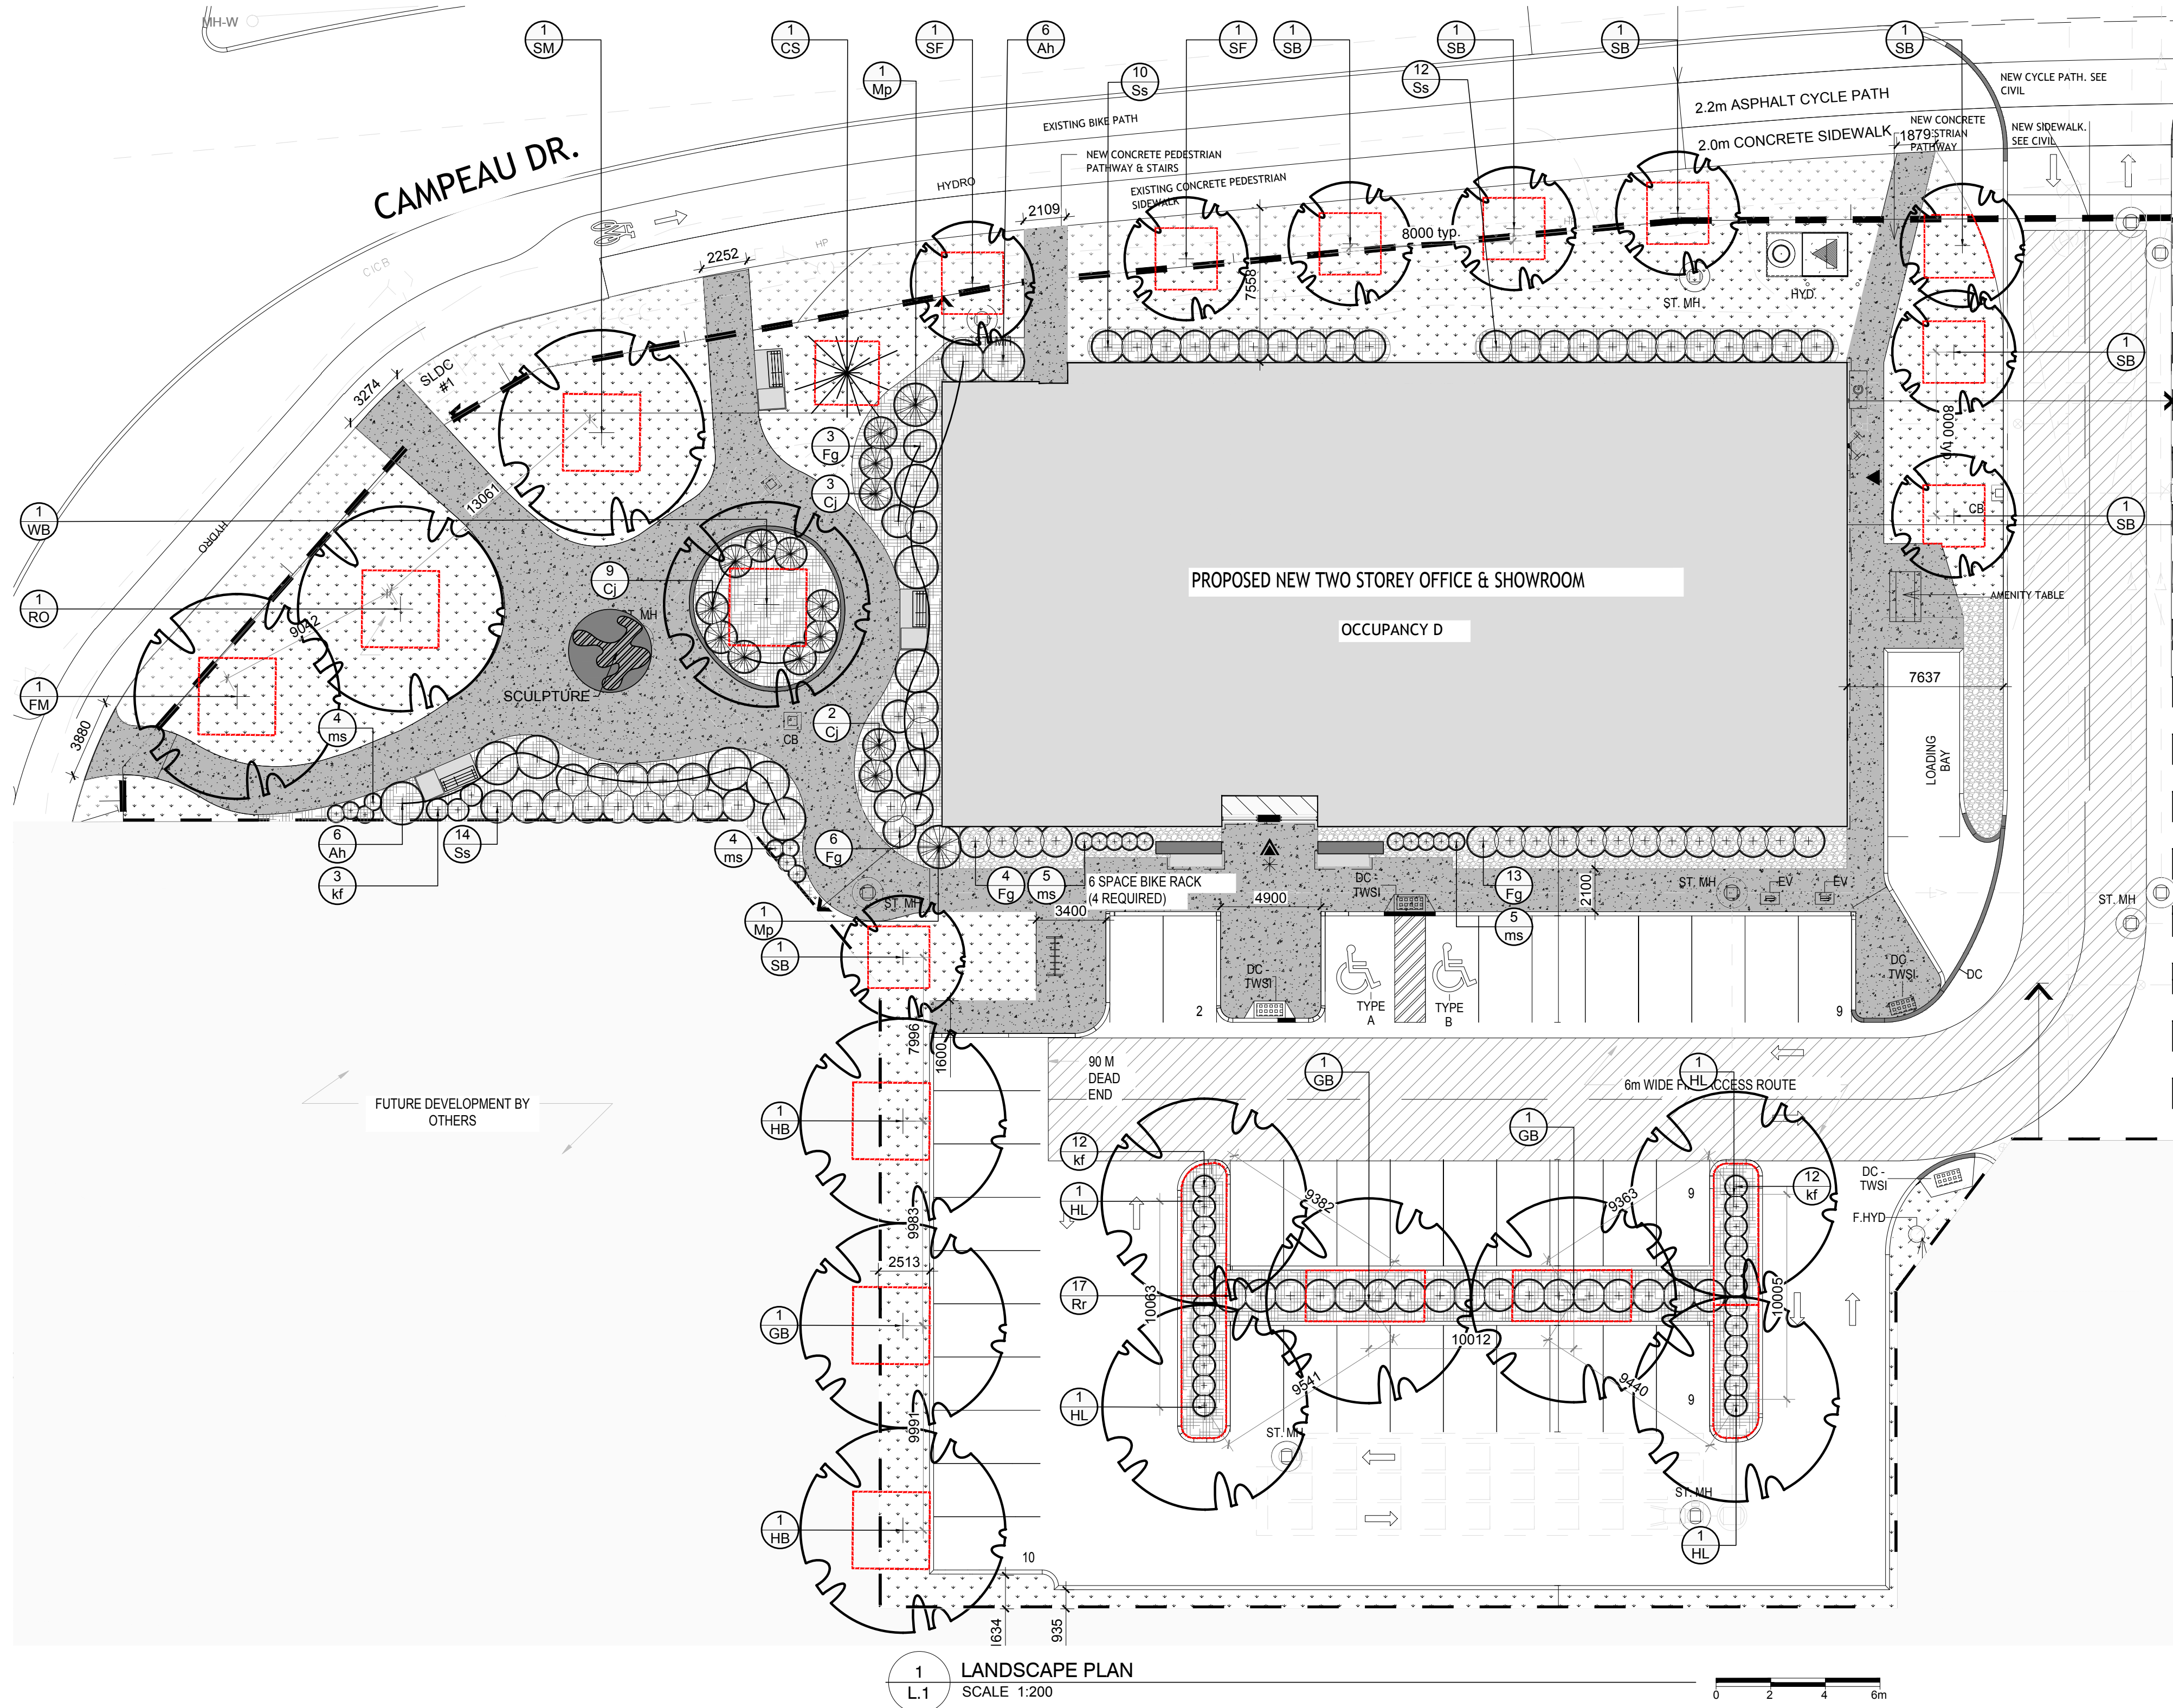 MH-W
1
SM
1
CS
1
SF
6
Ah
1
SF
1
SB
1
SB
1
SB
1
SB
1
Mp
10
Ss
12
Ss
NEW CYCLE PATH. SEE
CIVIL
2.2m ASPHALT CYCLE PATH
EXISTING BIKE PATH
NEW CONCRETE
PATHWAY
NEW SIDEWALK.
SEE CIVIL
2.0m CONCRETE SIDEWALK
1879
CAMPEAU DR.
NEW CONCRETE PEDESTRIAN
PATHWAY & STAIRS
HYDRO
EXISTING CONCRETE PEDESTRIAN
SIDEWALK
2109
8000 typ.
HP
2252
CICB
7558
ST. MH
HYD.
ST. MH
SLDC
#1
3274
1
SB
8000 typ.
3
Fg
3
Cj
13061
1
WB
HYDRO
CB
1
SB
PROPOSED NEW TWO STOREY OFFICE & SHOWROOM
OCCUPANCY D
9
Cj
AMENITY TABLE
1
RO
9042
ST. MH
SCULPTURE
7637
1
FM
4
ms
2
Cj
CB
3880
LOADING
BAY
6
Ah
14
Ss
4
ms
6
Fg
3
kf
4
Fg
5
ms
6 SPACE BIKE RACK
(4 REQUIRED)
4900
DC -
TWSI
13
Fg
2100
ST. MH
EV
EV
ST. MH
ST. MH
3400
1
Mp
5
ms
1
SB
DC -
TWSI
TYPE
A
TYPE
B
DC -
TWSI
DC
2
9
7996
1600
90 M
DEAD
END
1
GB
1
HL
6m WIDE FIRE ACCESS ROUTE
FUTURE DEVELOPMENT BY
OTHERS
1
HB
1
GB
12
kf
DC -
TWSI
1
HL
9382
9363
9
12
kf
F.HYD
9983
2513
17
Rr
10063
10005
1
GB
10012
9541
9440
9
1
HL
9991
ST. MH
ST. MH
1
HB
1
HL
10
1634
935
1
L.1
LANDSCAPE PLAN
SCALE 1:200
0 2 4 6m